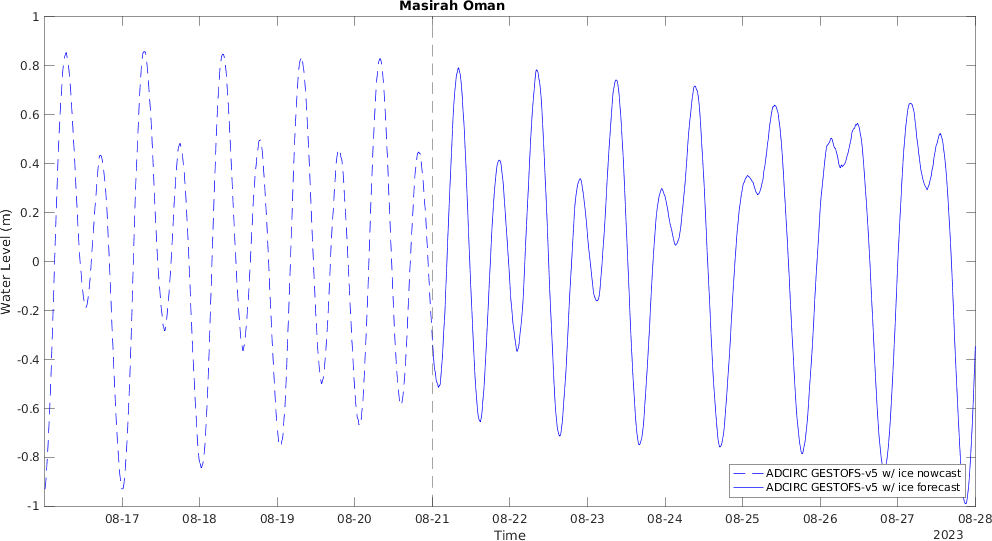 Masirah Oman
Water Level (m)
1
0.8
0.6
0.4
0.2
0
-0.2
-0.4
-0.6
-0.8
-1
ADCIRC GESTOFS-v5 w/ ice nowcast
ADCIRC GESTOFS-v5 w/ ice forecast
08-17 08-18 08-19 08-20 08-21 08-22 08-23 08-24 08-25 08-26 08-27 08-28
Time
2023